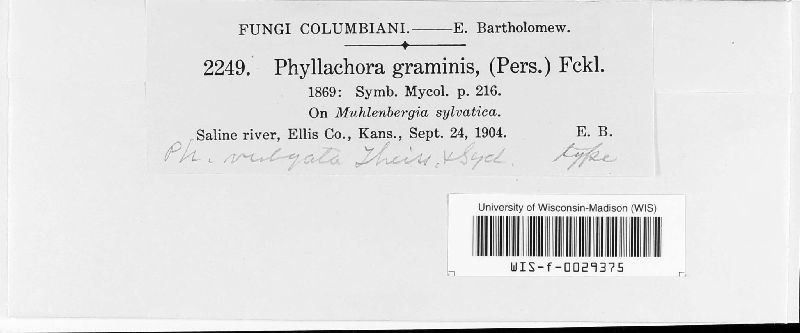 FUNGI COLUMBIANI.——E. Bartholomew.
2249. Phyllachora graminis, (Pers.) Fckl.
1869: Symb. Mycol. p. 216.
On Muhlenbergia sylvatica.
Saline river, Ellis Co., Kans., Sept. 24, 1904. E. B.
Ph. vulgata Theiss. & Syd. type
University of Wisconsin-Madison (WIS)
WIS-f-0029375